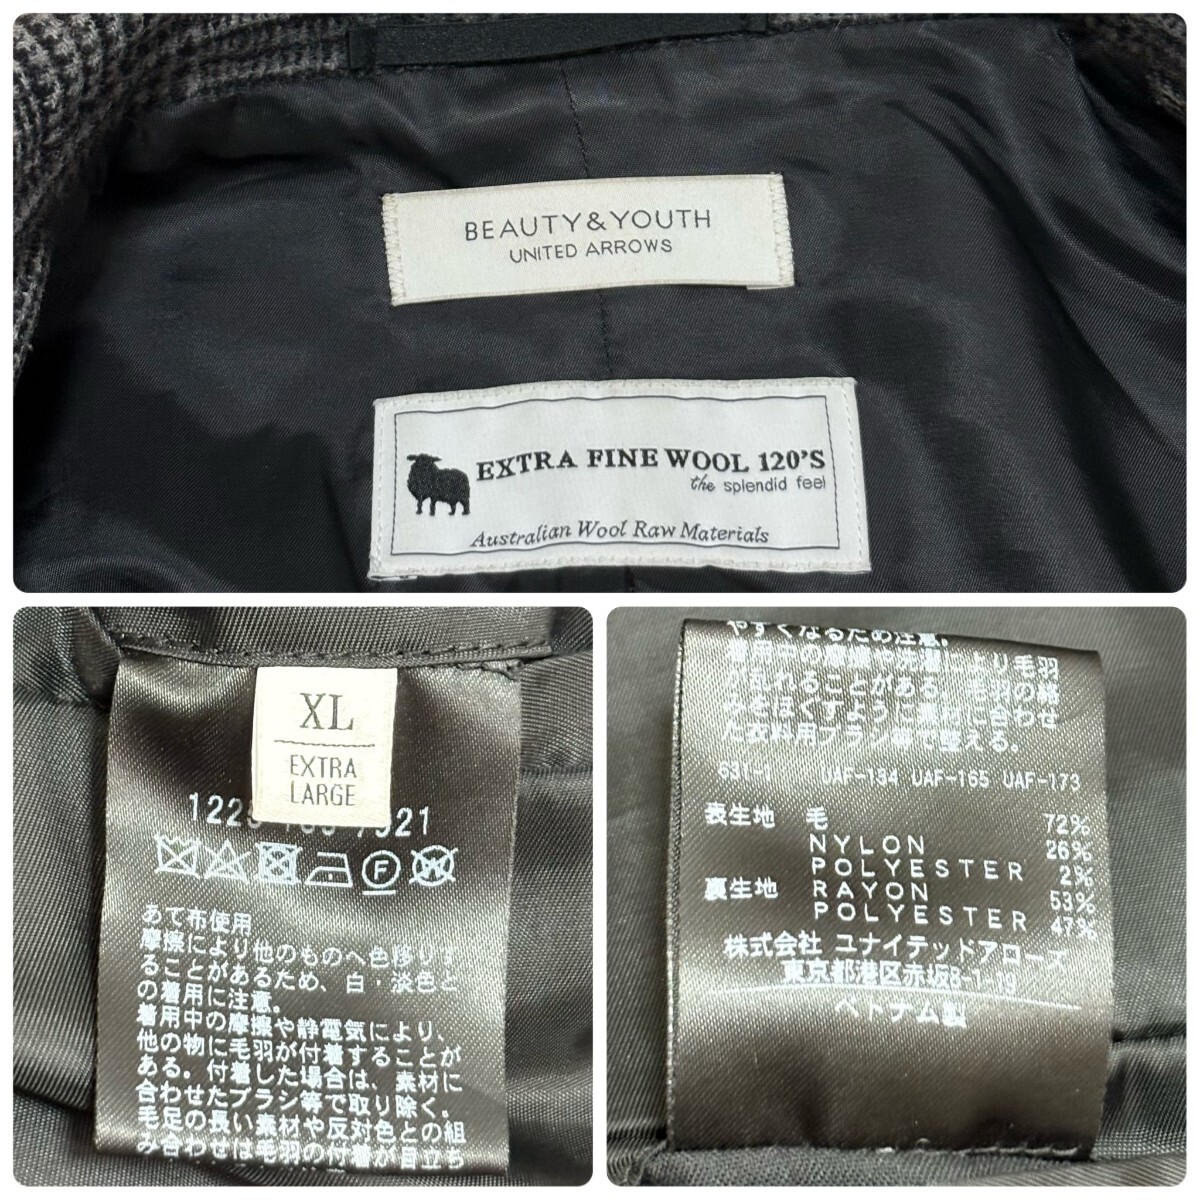 BEAUTY&YOUTH
UNITED ARROWS
EXTRA FINE WOOL 120'S
the splendid feel
Australian Wool Raw Materials
XL
EXTRA
LARGE
F
あて布使用
摩擦により他のものへ色移りす
ることがあるため、白・淡色と
の着用に注意。
着用中の摩擦や静電気により、
他の物に毛羽が付着することが
ある。付着した場合は、素材に
合わせたブラシ等で取り除く。
毛足の長い素材や反対色との組
み合わせは毛羽の付着が目立ち
やすくなるため注意。
着用中の摩擦や洗濯により毛羽
が乱れることがある。毛羽の絡
みをほぐすように素材に合わせ
た衣料用ブラシ等で整える。
UAF-165 UAF-173
表生地 毛 72%
NYLON 26%
POLYESTER 2%
裏生地 RAYON 53%
POLYESTER 47%
株式会社 ユナイテッドアローズ
東京都港区赤坂8-1-19
ベトナム製